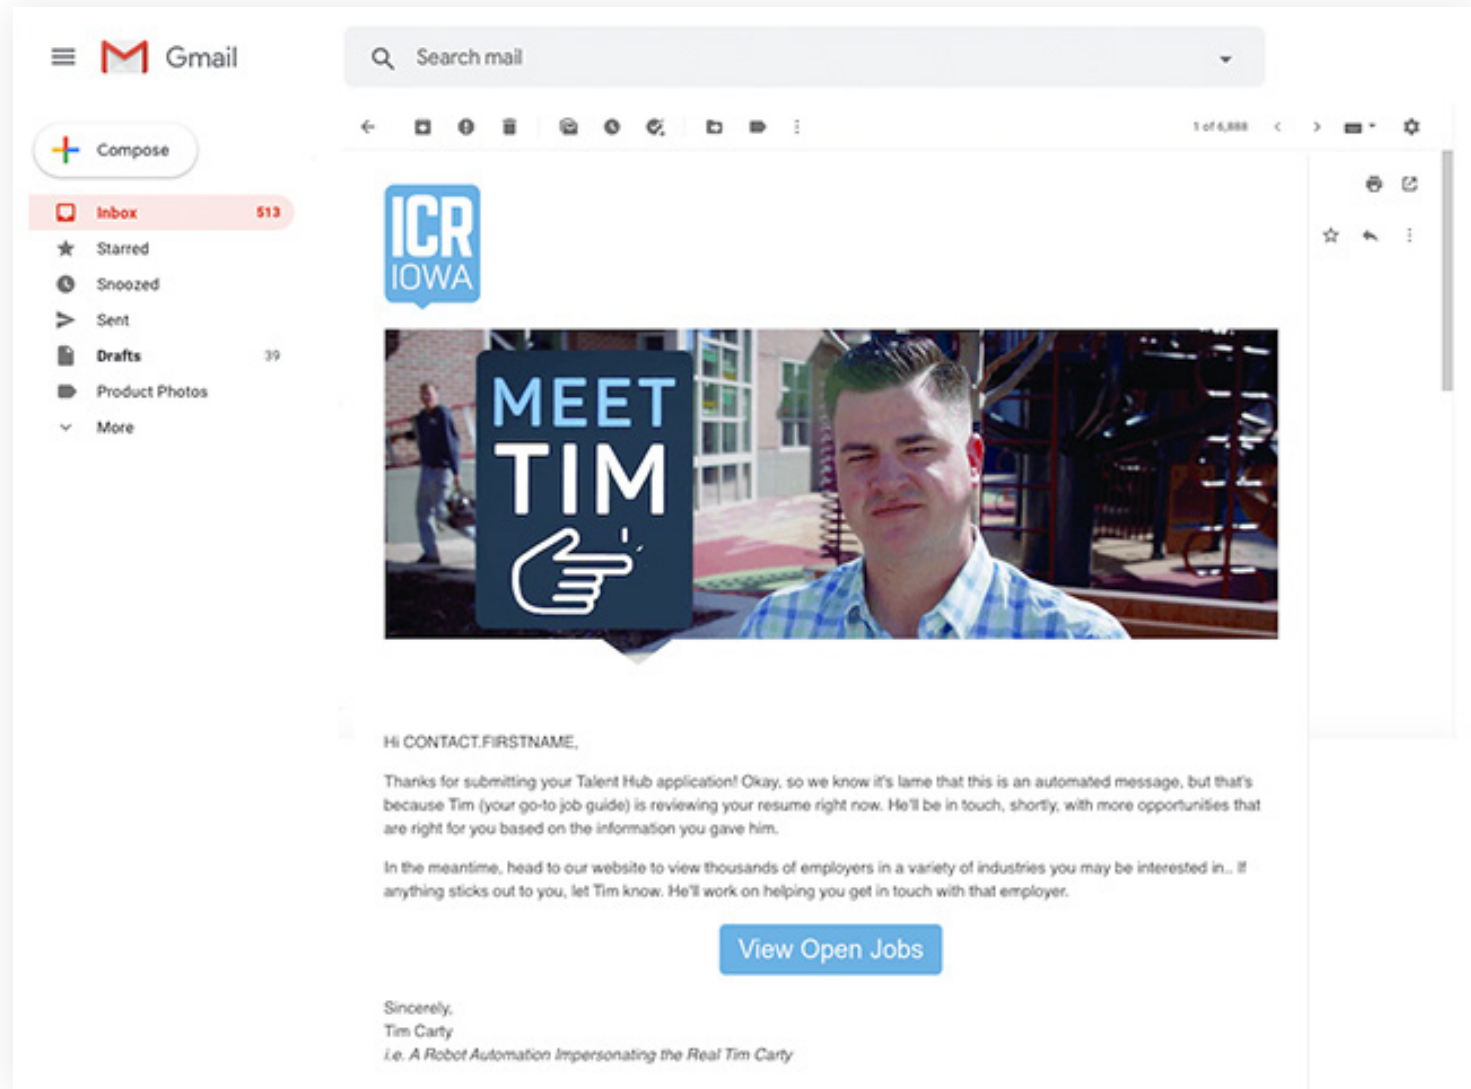 Gmail
Search mail
Compose
1 of 6,888
Inbox 513
Starred
Snoozed
Sent
Drafts 39
Product Photos
More
ICR
IOWA
MEET
TIM
Hi CONTACT.FIRSTNAME,
Thanks for submitting your Talent Hub application! Okay, so we know it's lame that this is an automated message, but that's
because Tim (your go-to job guide) is reviewing your resume right now. He'll be in touch, shortly, with more opportunities that
are right for you based on the information you gave him.
In the meantime, head to our website to view thousands of employers in a variety of industries you may be interested in.. If
anything sticks out to you, let Tim know. He'll work on helping you get in touch with that employer.
View Open Jobs
Sincerely,
Tim Carty
i.e. A Robot Automation Impersonating the Real Tim Carty